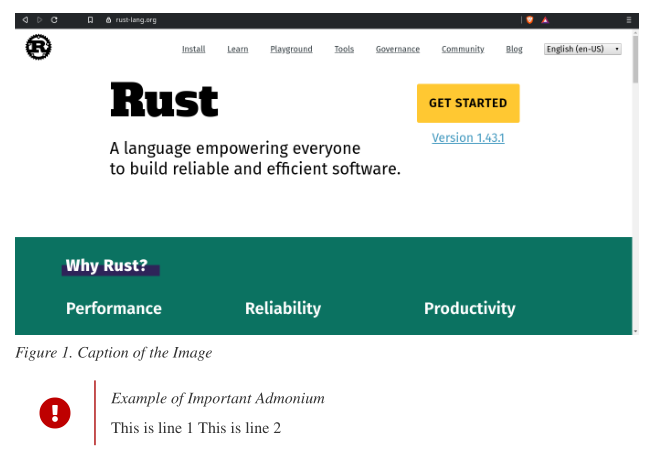 rust-lang.org
Install Learn Playground Tools Governance Community Blog English (en-US)
Rust
GET STARTED
Version 1.43.1
A language empowering everyone
to build reliable and efficient software.
Why Rust?
Performance Reliability Productivity
Figure 1. Caption of the Image
Example of Important Admonium
This is line 1 This is line 2